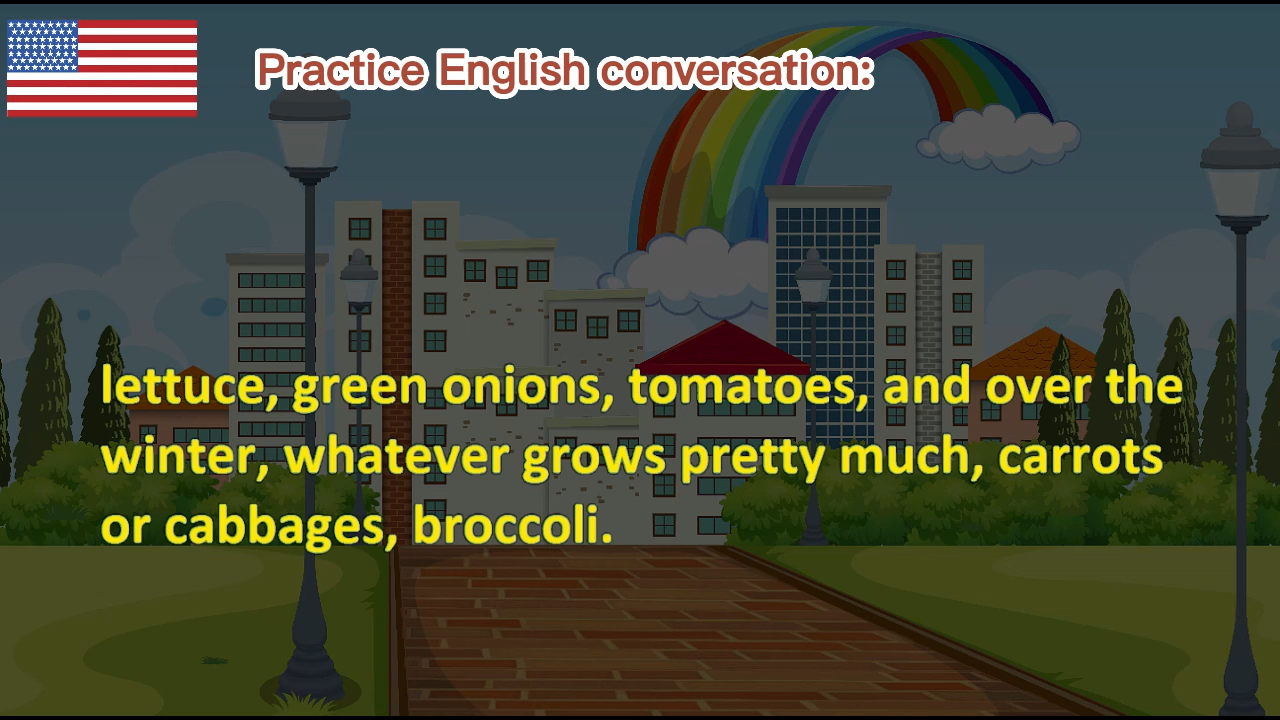 Practice English conversation:
lettuce, green onions, tomatoes, and over the
winter, whatever grows pretty much, carrots
or cabbages, broccoli.